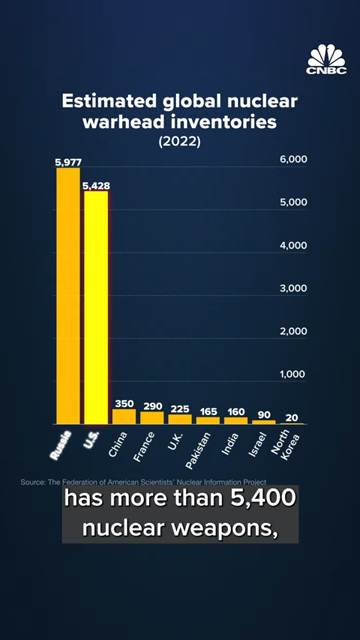 CNBC
Estimated global nuclear
warhead inventories
(2022)
5,977
6,000
5,428
5,000
4,000
3,000
2,000
1,000
350
290
225
165
160
90
20
Russia
U.S.
China
France
U.K.
Pakistan
India
Israel
North
Korea
Source: The Federation of American Scientists' Nuclear Information Project
has more than 5,400
nuclear weapons,